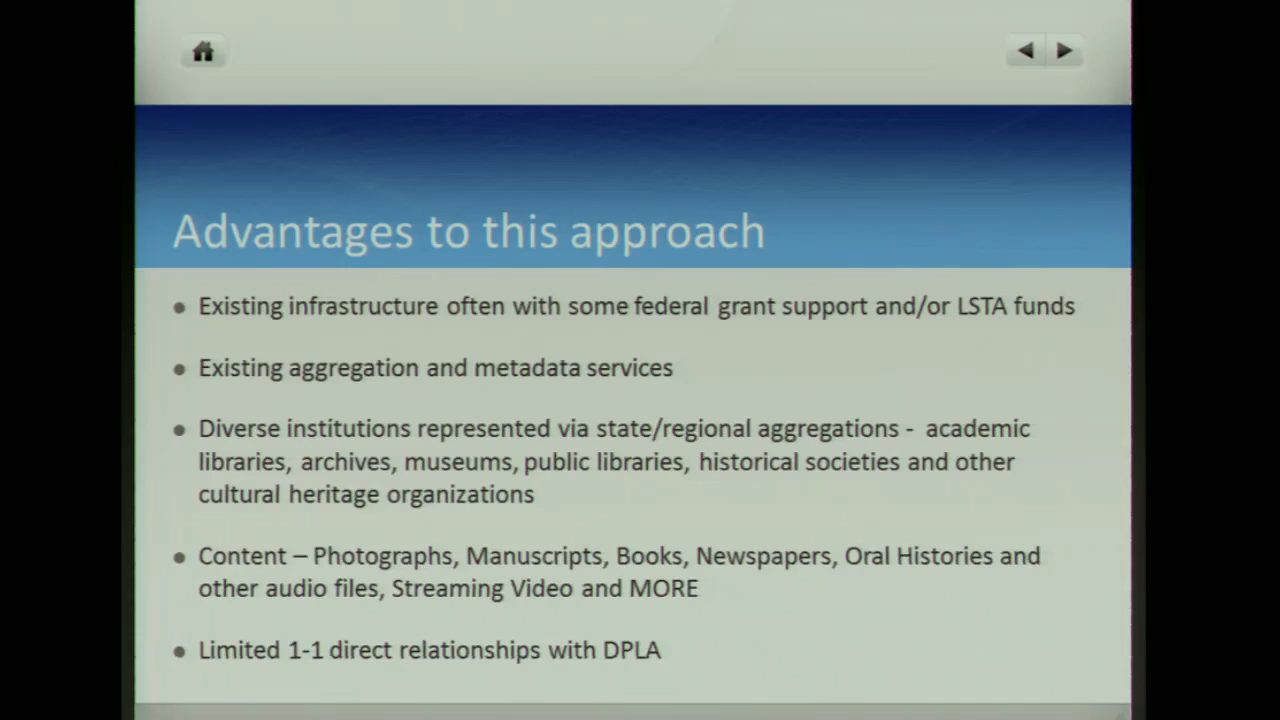 Advantages to this approach
Existing infrastructure often with some federal grant support and/or LSTA funds
Existing aggregation and metadata services
Diverse institutions represented via state/regional aggregations - academic
libraries, archives, museums, public libraries, historical societies and other
cultural heritage organizations
Content – Photographs, Manuscripts, Books, Newspapers, Oral Histories and
other audio files, Streaming Video and MORE
Limited 1-1 direct relationships with DPLA